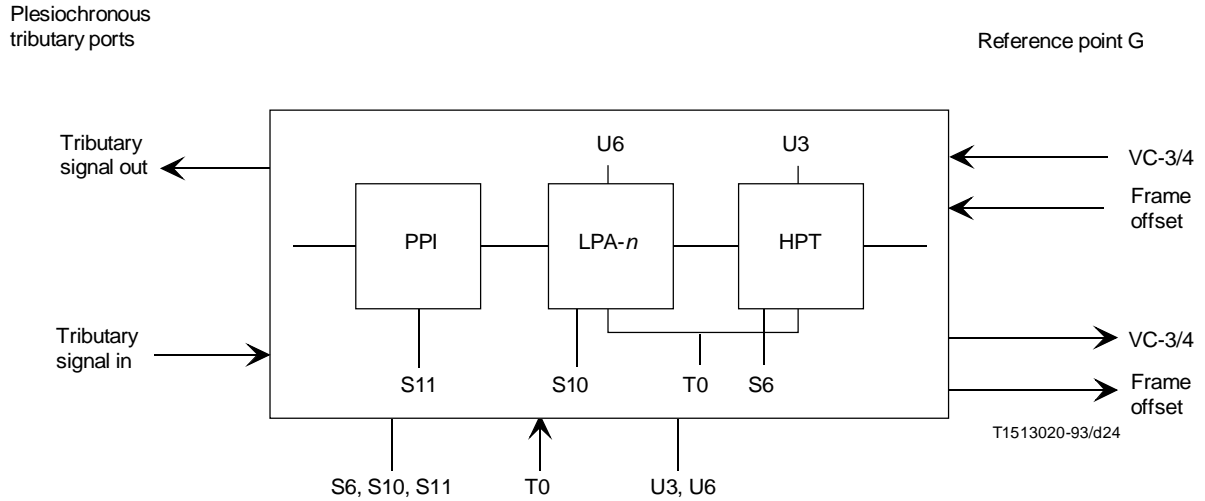 Plesiochronous
tributary ports
Reference point G
Tributary
signal out
U6
U3
VC-3/4
Frame
offset
PPI
LPA-n
HPT
Tributary
signal in
VC-3/4
S11
S10
T0
S6
Frame
offset
T1513020-93/d24
S6, S10, S11
T0
U3, U6